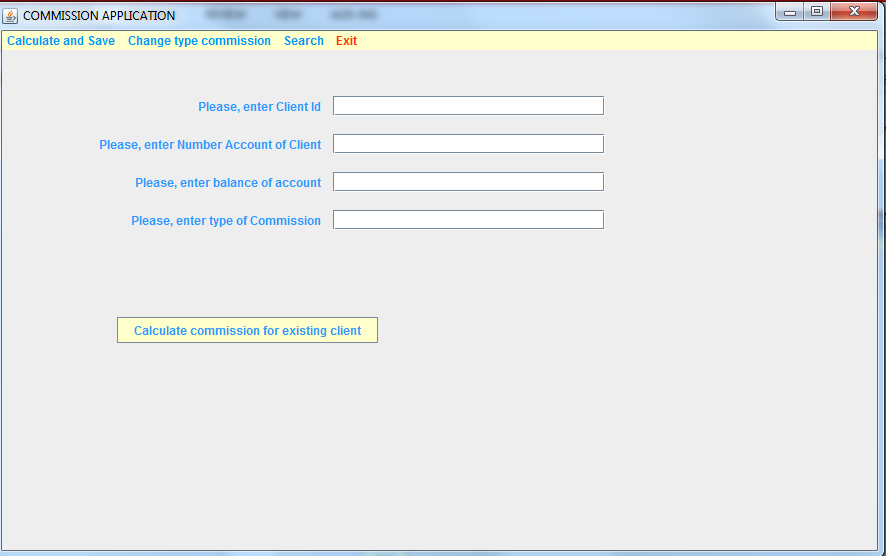 COMMISSION APPLICATION
Calculate and Save Change type commission Search Exit
Please, enter Client Id
Please, enter Number Account of Client
Please, enter balance of account
Please, enter type of Commission
Calculate commission for existing client